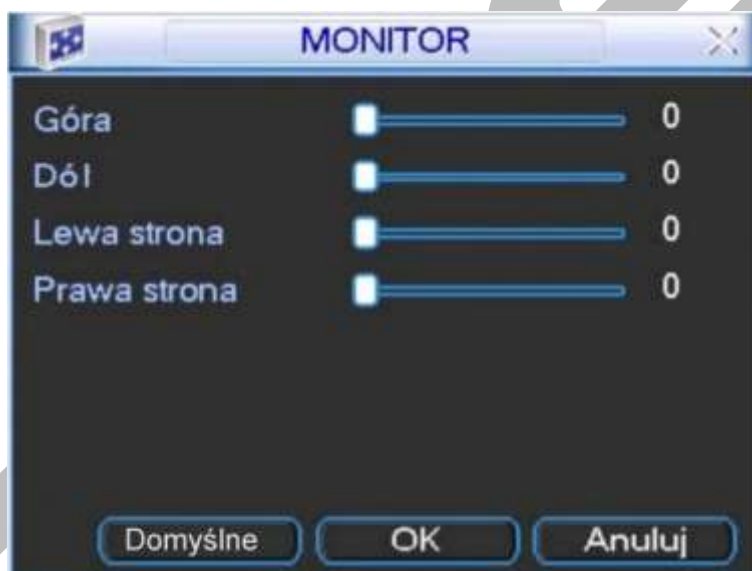 MONITOR
Góra 0
Dół 0
Lewa strona 0
Prawa strona 0
Domyślne OK Anuluj